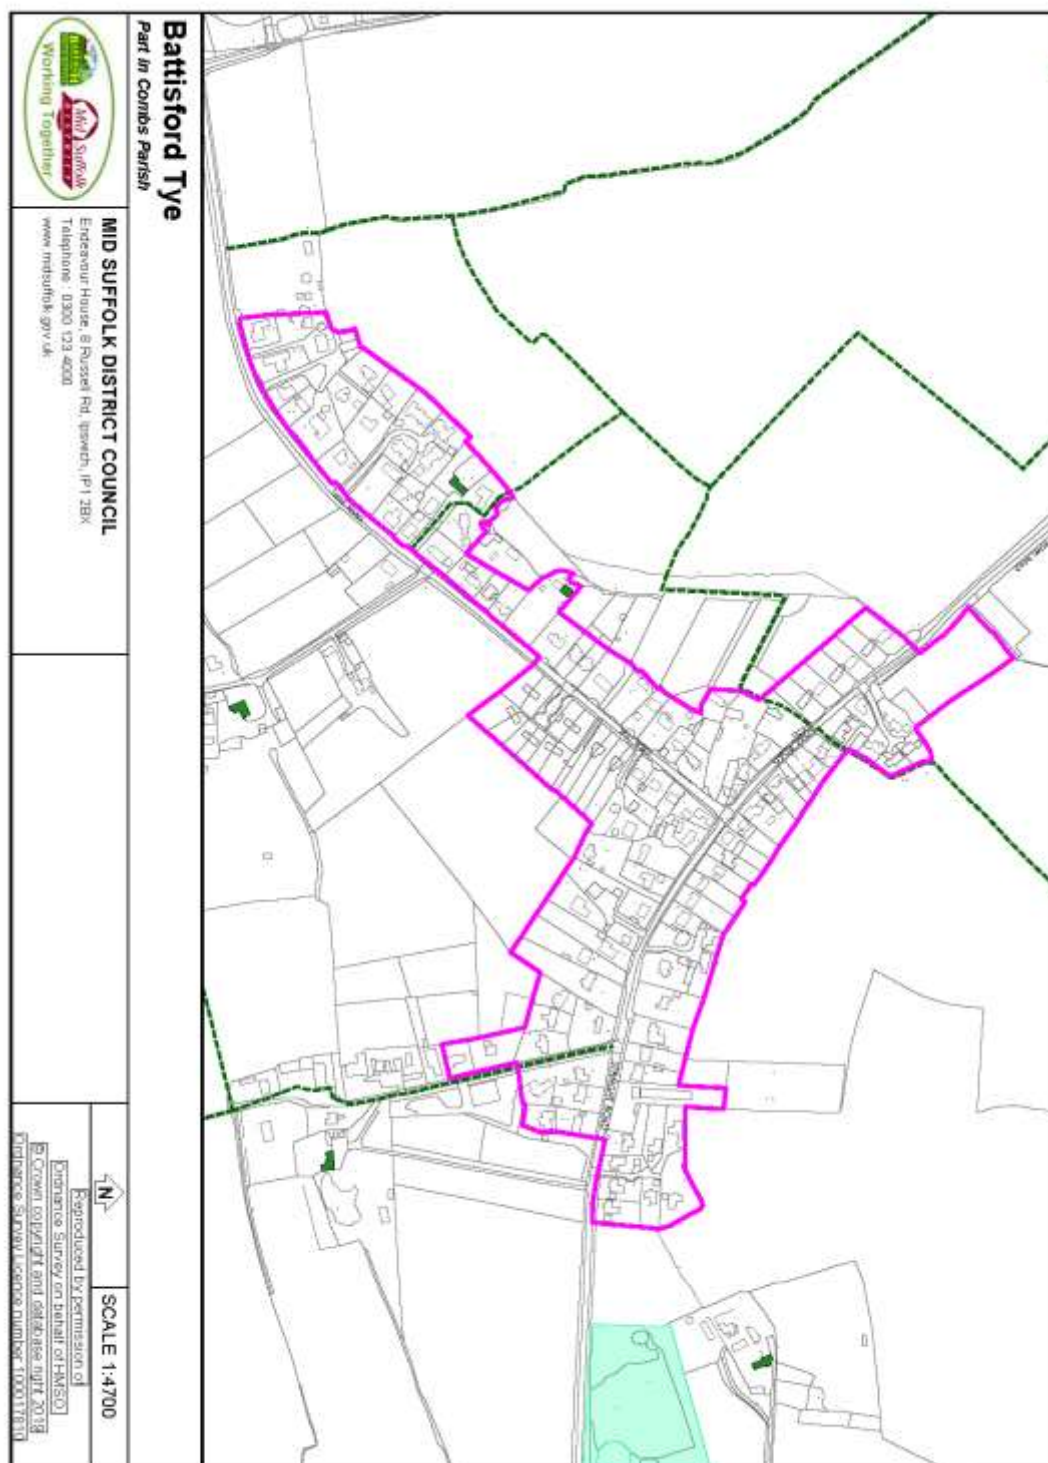 Battisford Tye
Part in Combs Parish
Mid Suffolk
DISTRICT
Working Together
MID SUFFOLK DISTRICT COUNCIL
Endeavour House, 8 Russell Rd, Ipswich, IP1 2BX
Telephone : 0300 123 4000
www.midsuffolk.gov.uk
N
SCALE 1:4700
Reproduced by permission of
Ordnance Survey on behalf of HMSO.
© Crown copyright and database right 2019
Ordnance Survey Licence number 100017810